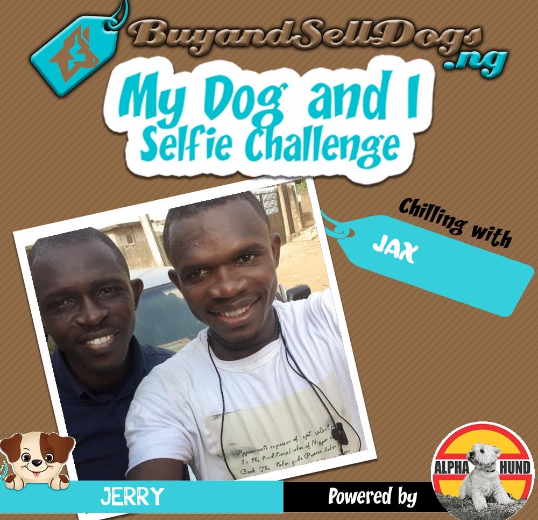 BuyandSellDogs
.ng
My Dog and I
Selfie Challenge
Chilling with
JAX
JERRY
Powered by
ALPHA HUND